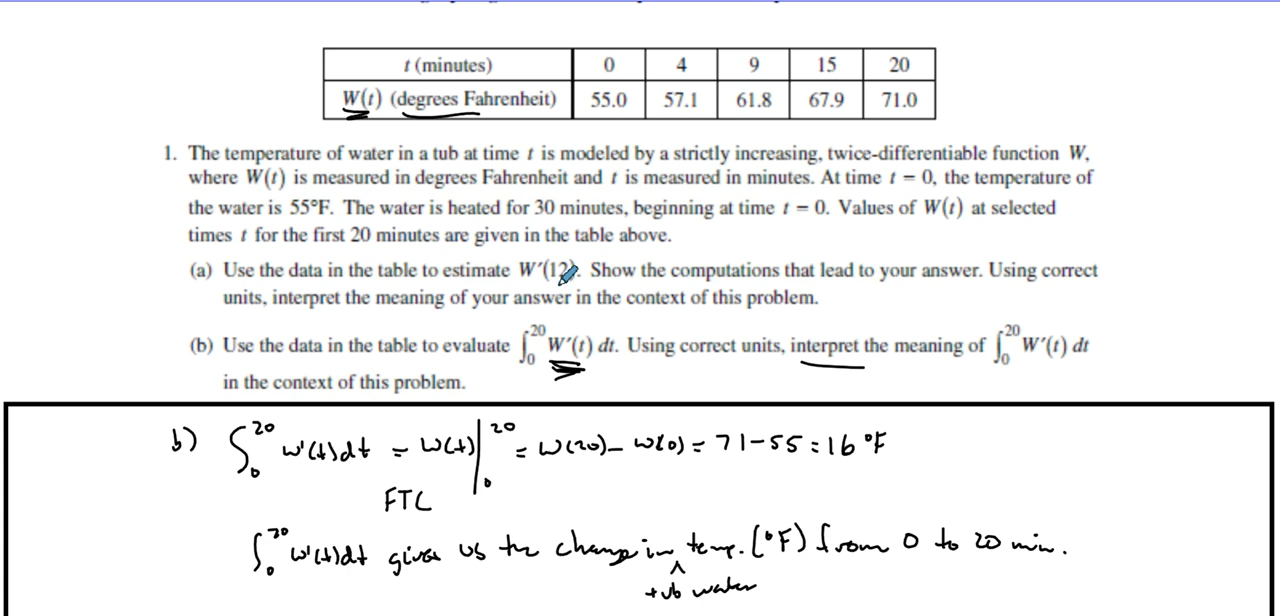 t (minutes) 0 4 9 15 20
W(t) (degrees Fahrenheit) 55.0 57.1 61.8 67.9 71.0
1. The temperature of water in a tub at time t is modeled by a strictly increasing, twice-differentiable function W,
where W(t) is measured in degrees Fahrenheit and t is measured in minutes. At time t = 0, the temperature of
the water is 55°F. The water is heated for 30 minutes, beginning at time t = 0. Values of W(t) at selected
times t for the first 20 minutes are given in the table above.
(a) Use the data in the table to estimate W′(12). Show the computations that lead to your answer. Using correct
units, interpret the meaning of your answer in the context of this problem.
(b) Use the data in the table to evaluate ∫₀²⁰ W′(t) dt. Using correct units, interpret the meaning of ∫₀²⁰ W′(t) dt
in the context of this problem.
b) ∫₀²⁰ W'(t)dt = W(t)|₀²⁰ = W(20) - W(0) = 71-55 = 16 °F
FTC
∫₀²⁰ W'(t)dt gives us the change in ^ temp. (°F) from 0 to 20 min.
tub water